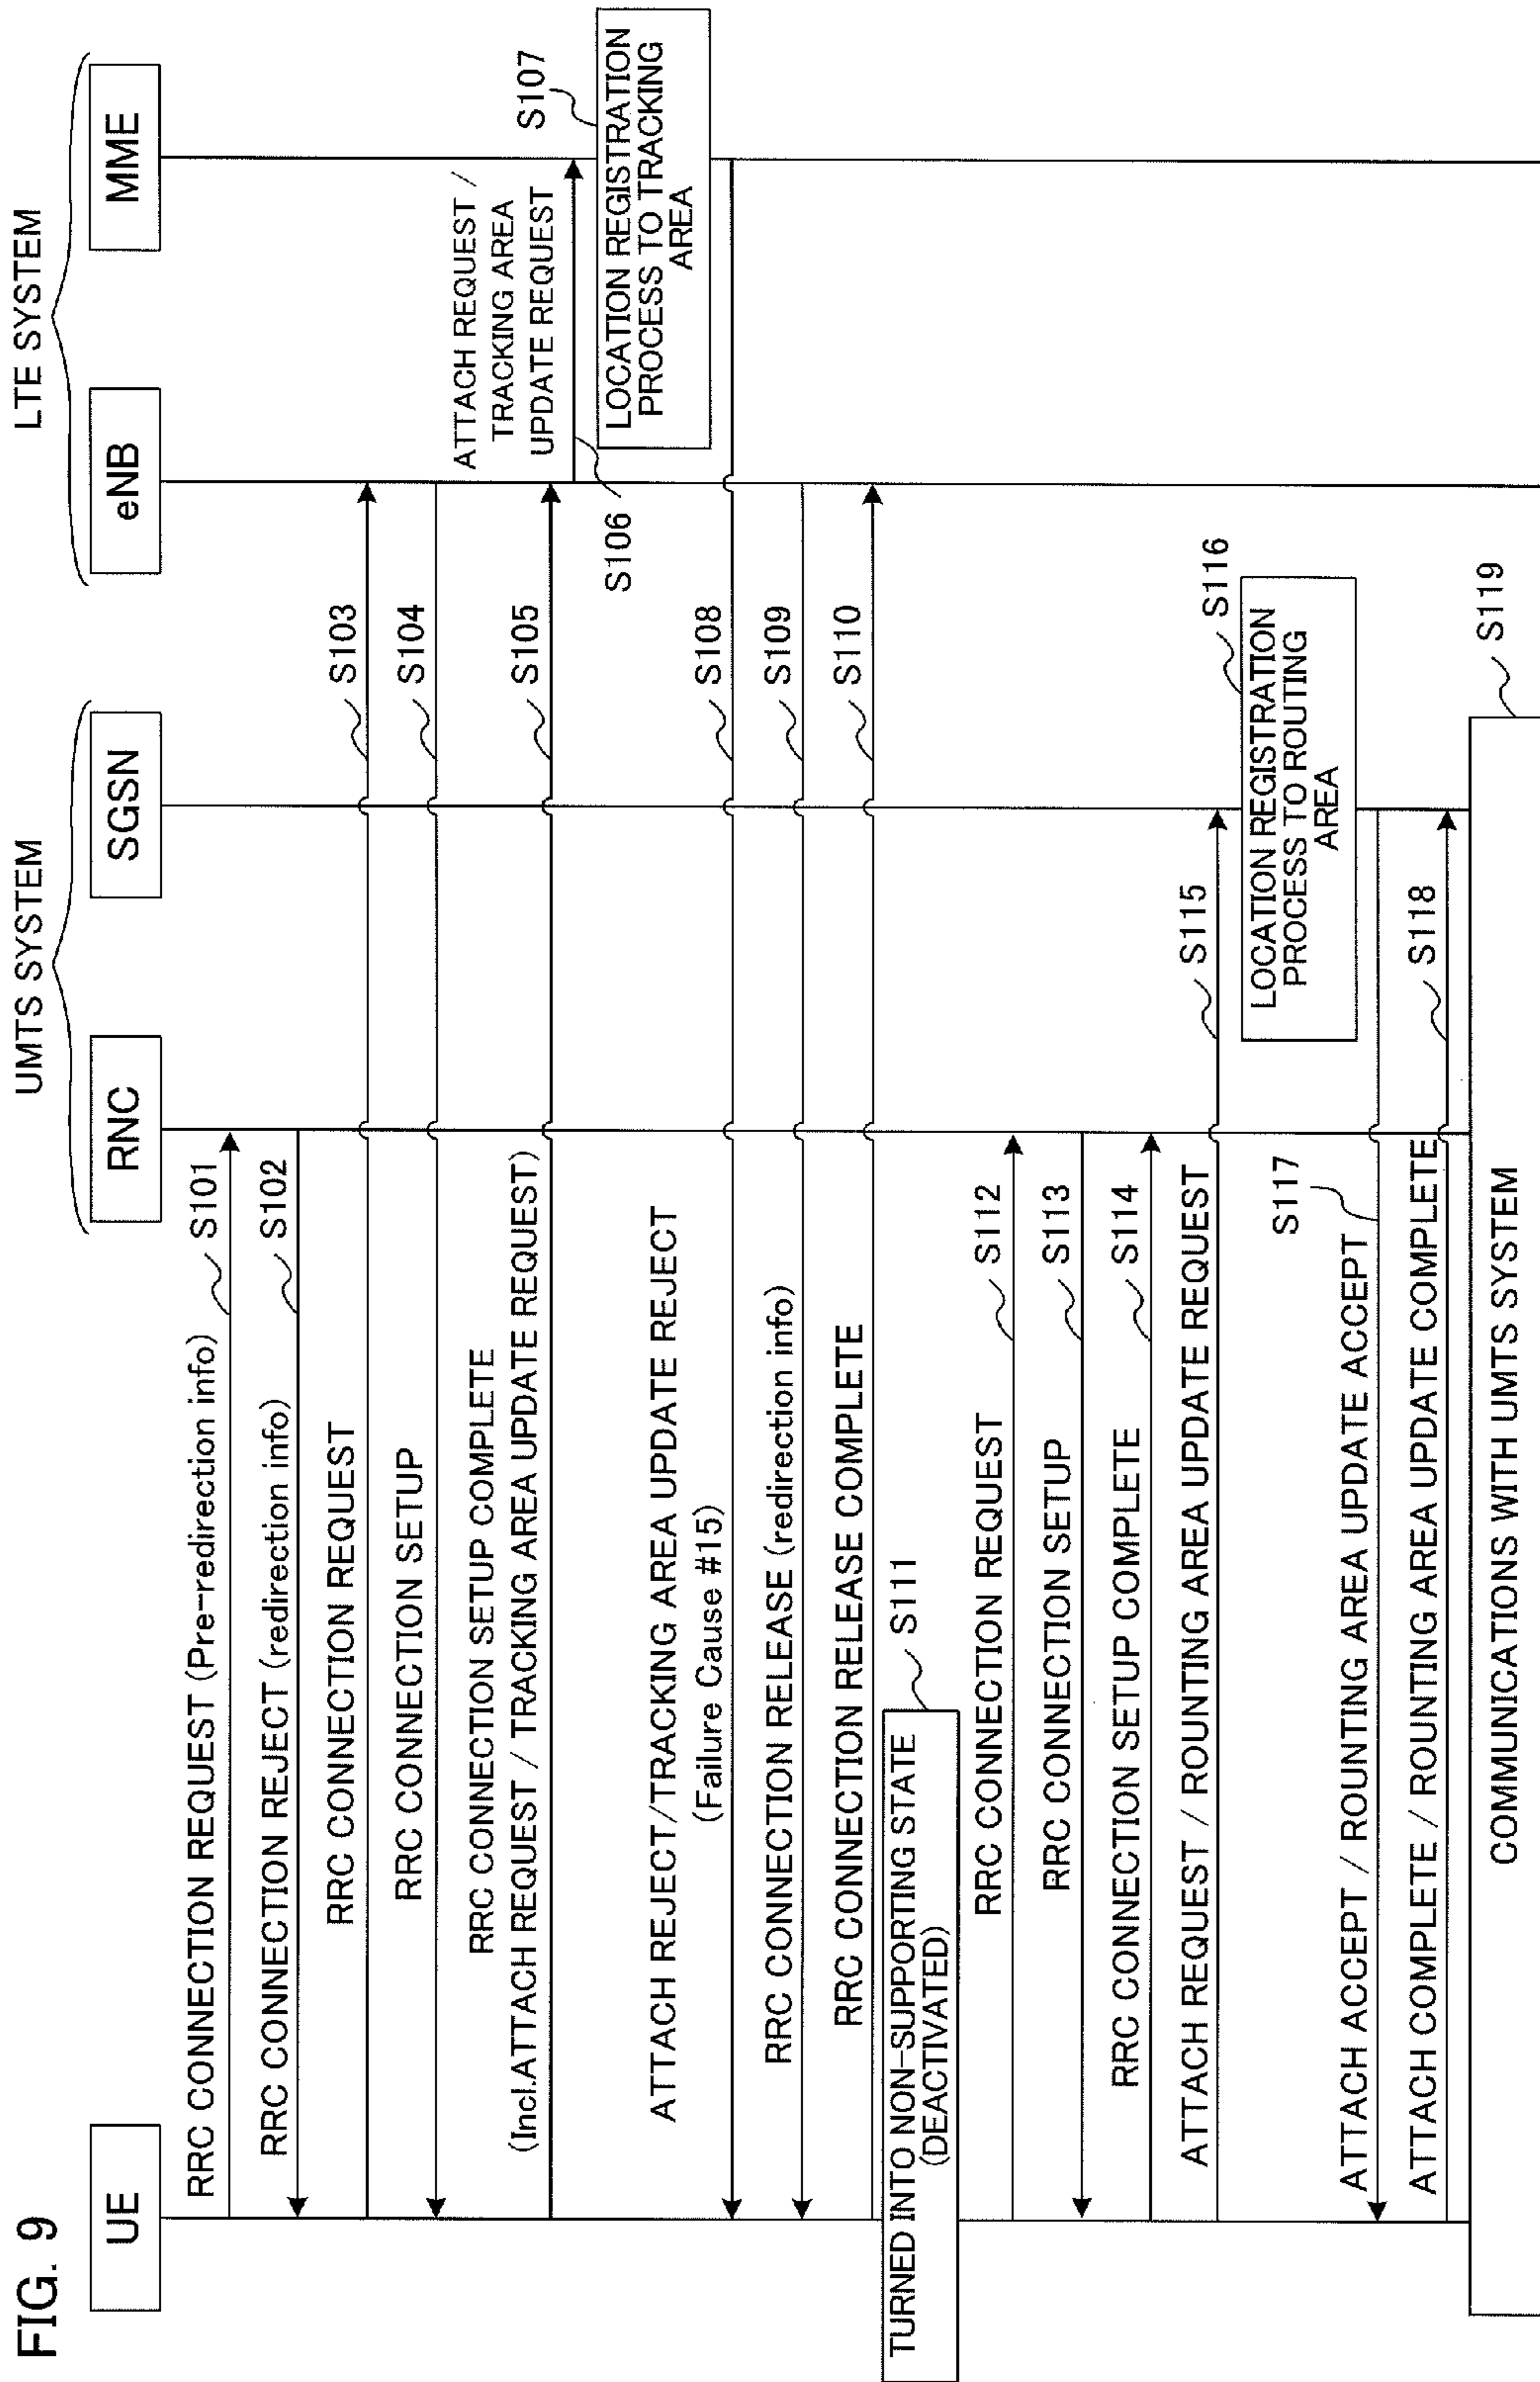 FIG. 9
UMTS SYSTEM
LTE SYSTEM
UE
RNC
SGSN
eNB
MME
RRC CONNECTION REQUEST (Pre-redirection info)
S101
RRC CONNECTION REJECT (redirection info)
S102
RRC CONNECTION REQUEST
S103
RRC CONNECTION SETUP
S104
RRC CONNECTION SETUP COMPLETE
(Incl.ATTACH REQUEST / TRACKING AREA UPDATE REQUEST)
S105
ATTACH REQUEST /
TRACKING AREA
UPDATE REQUEST
S106
S107
LOCATION REGISTRATION
PROCESS TO TRACKING
AREA
ATTACH REJECT/TRACKING AREA UPDATE REJECT
(Failure Cause #15)
S108
RRC CONNECTION RELEASE (redirection info)
S109
RRC CONNECTION RELEASE COMPLETE
S110
TURNED INTO NON-SUPPORTING STATE
(DEACTIVATED)
S111
RRC CONNECTION REQUEST
S112
RRC CONNECTION SETUP
S113
RRC CONNECTION SETUP COMPLETE
S114
ATTACH REQUEST / ROUNTING AREA UPDATE REQUEST
S115
S116
LOCATION REGISTRATION
PROCESS TO ROUTING
AREA
ATTACH ACCEPT / ROUNTING AREA UPDATE ACCEPT
S117
ATTACH COMPLETE / ROUNTING AREA UPDATE COMPLETE
S118
COMMUNICATIONS WITH UMTS SYSTEM
S119